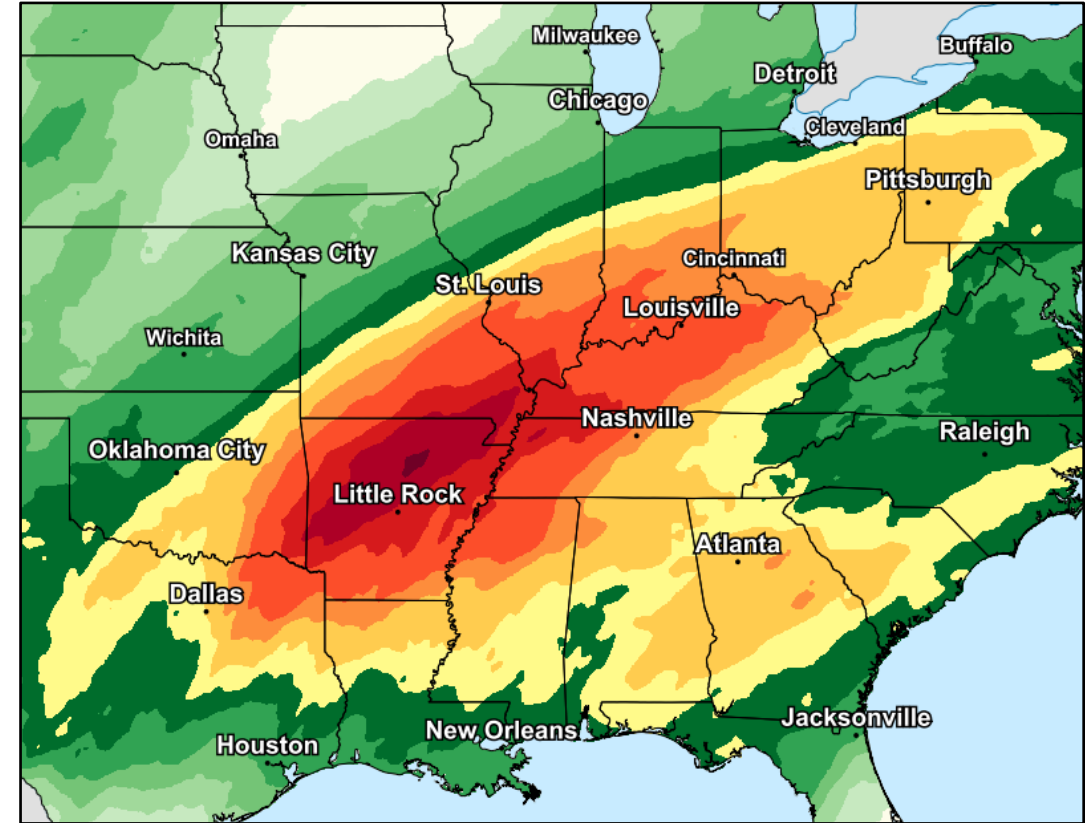 Milwaukee
Buffalo
Detroit
Chicago
Cleveland
Omaha
Pittsburgh
Kansas City
Cincinnati
St. Louis
Louisville
Wichita
Nashville
Raleigh
Oklahoma City
Little Rock
Atlanta
Dallas
Jacksonville
New Orleans
Houston